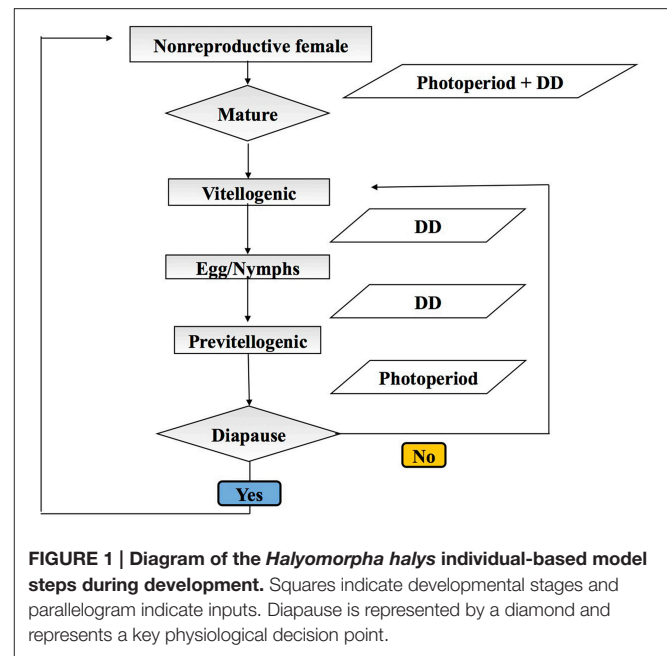 Nonreproductive female
Photoperiod + DD
Mature
Vitellogenic
DD
Egg/Nymphs
DD
Previtellogenic
Photoperiod
Diapause
No
Yes
FIGURE 1 | Diagram of the Halyomorpha halys individual-based model
steps during development. Squares indicate developmental stages and
parallelogram indicate inputs. Diapause is represented by a diamond and
represents a key physiological decision point.